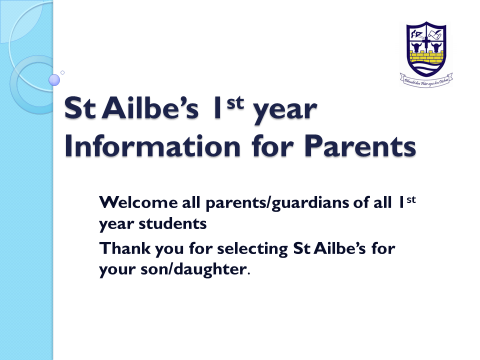 St Ailbe’s 1st year
Information for Parents
Welcome all parents/guardians of all 1st
year students
Thank you for selecting St Ailbe’s for
your son/daughter.